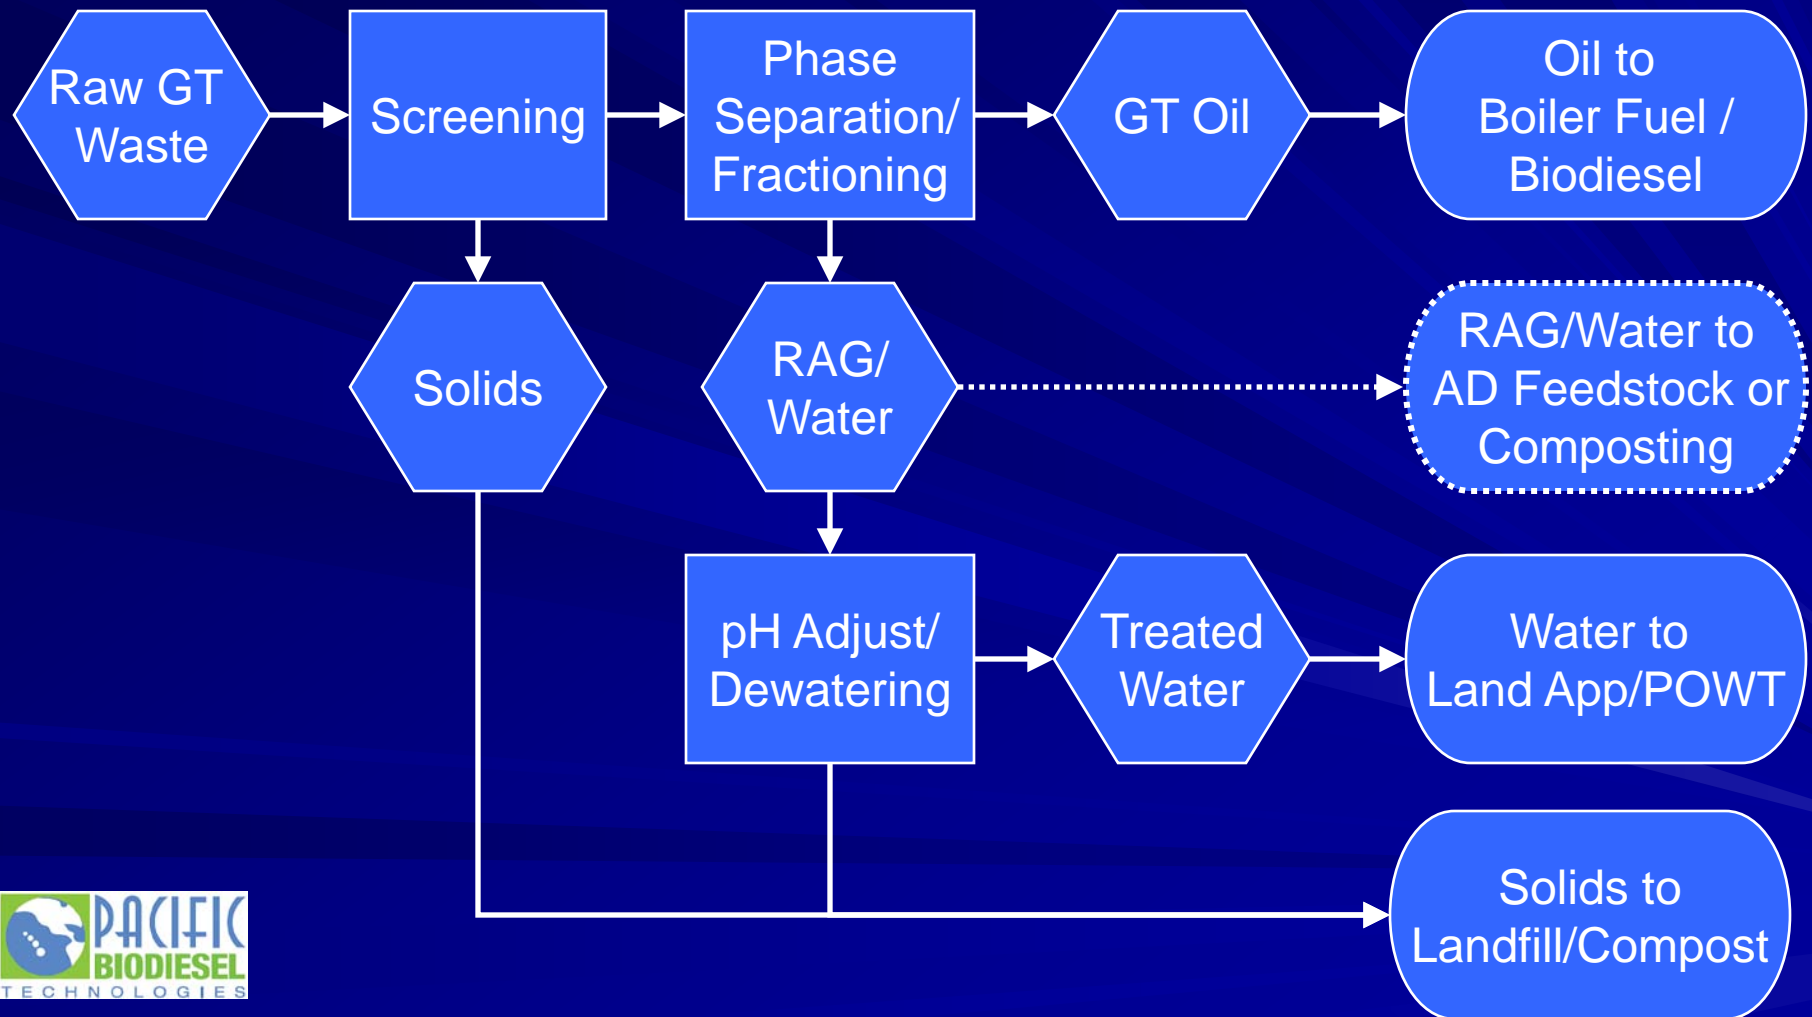 Raw GT
Waste
Screening
Phase
Separation/
Fractioning
GT Oil
Oil to
Boiler Fuel /
Biodiesel
Solids
RAG/
Water
RAG/Water to
AD Feedstock or
Composting
pH Adjust/
Dewatering
Treated
Water
Water to
Land App/POWT
Solids to
Landfill/Compost
PACIFIC
BIODIESEL
TECHNOLOGIES